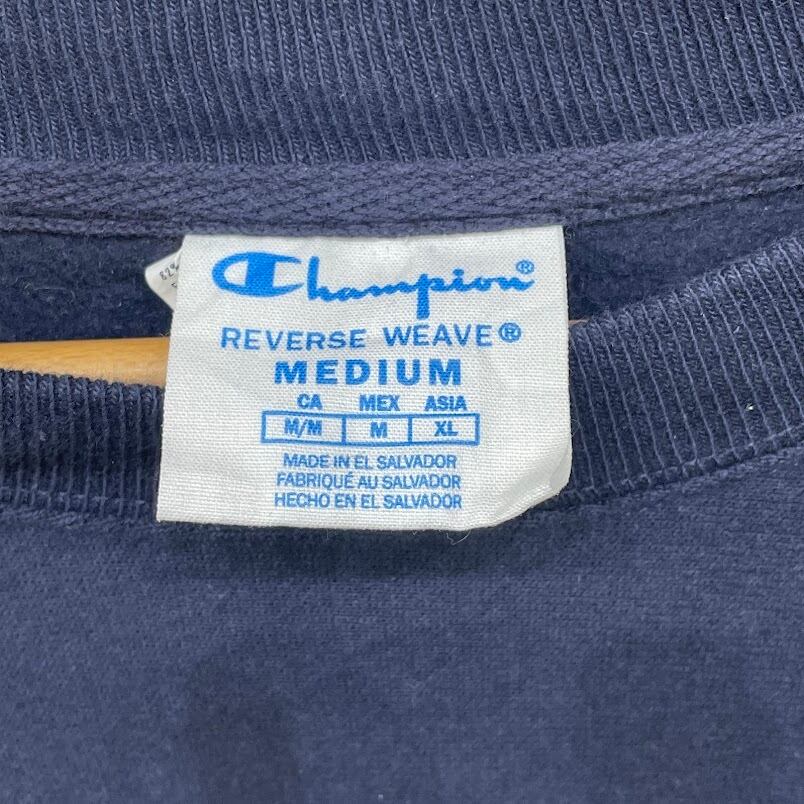 Champion®
REVERSE WEAVE®
MEDIUM
CA MEX ASIA
M/M M XL
MADE IN EL SALVADOR
FABRIQUÉ AU SALVADOR
HECHO EN EL SALVADOR